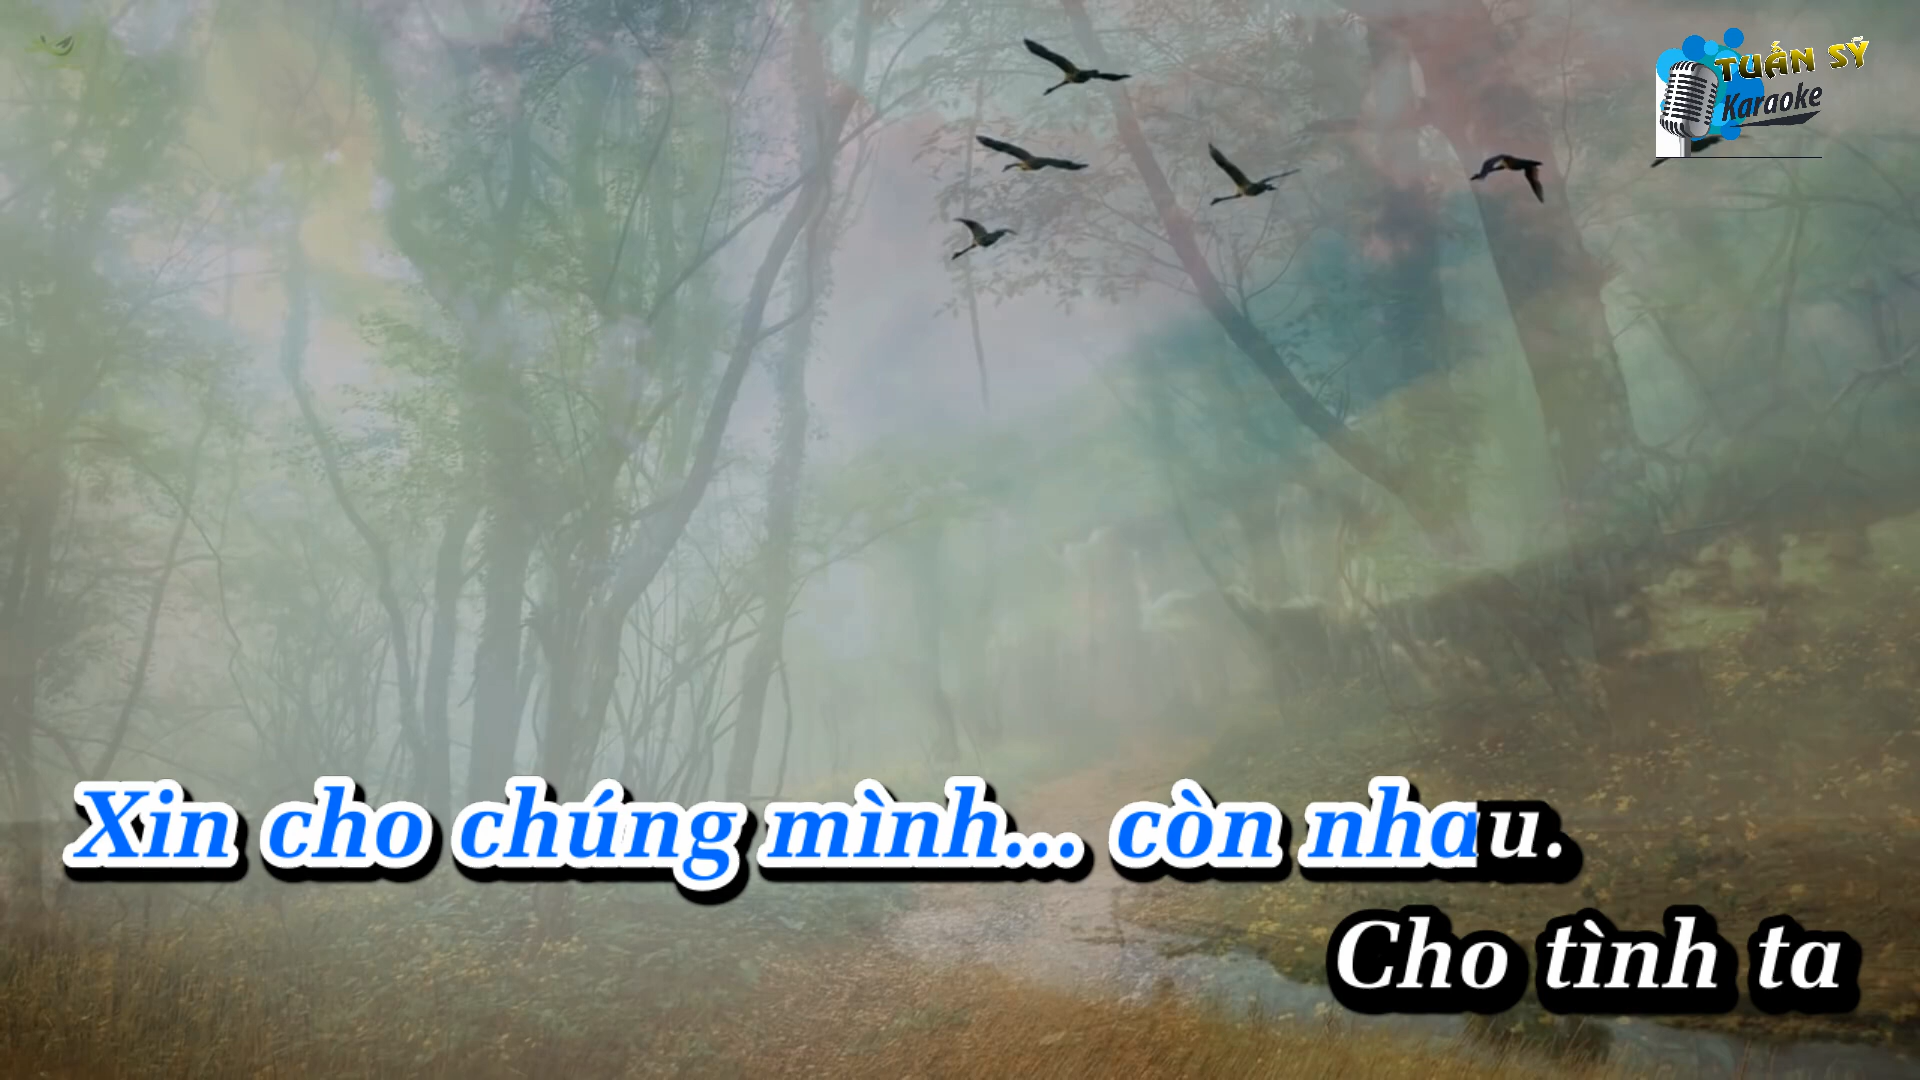 TUẤN SỸ
Karaoke
Xin cho chúng mình... còn nhau.
Cho tình ta